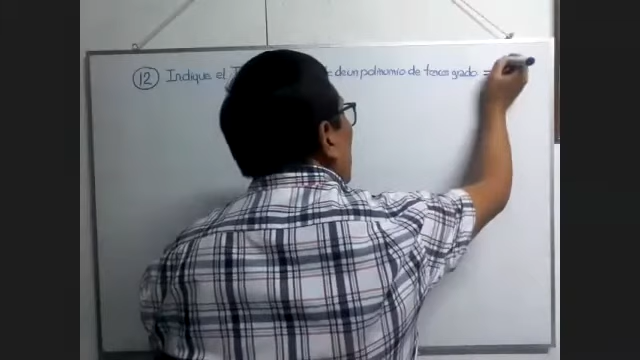 12 Indique el de un polinomio de tercer grado =